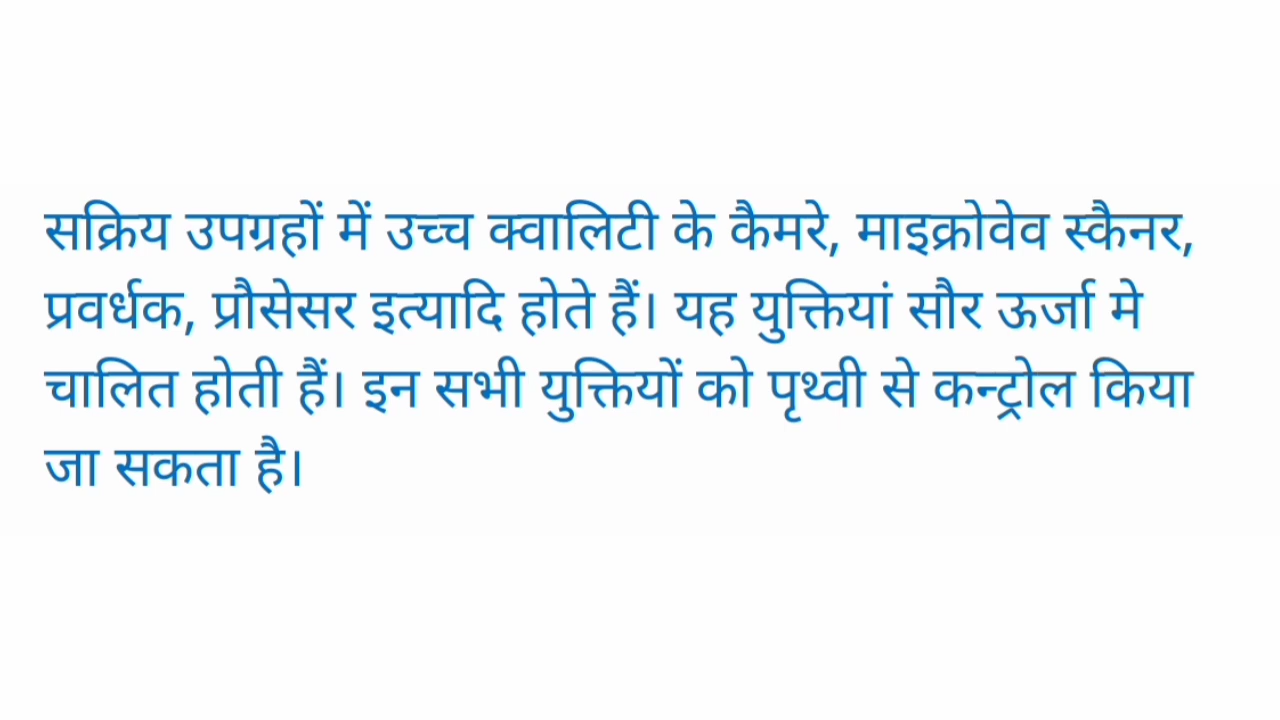 सक्रिय उपग्रहों में उच्च क्वालिटी के कैमरे, माइक्रोवेव स्कैनर,
प्रवर्धक, प्रौसेसर इत्यादि होते हैं। यह युक्तियां सौर ऊर्जा मे
चालित होती हैं। इन सभी युक्तियों को पृथ्वी से कन्ट्रोल किया
जा सकता है।